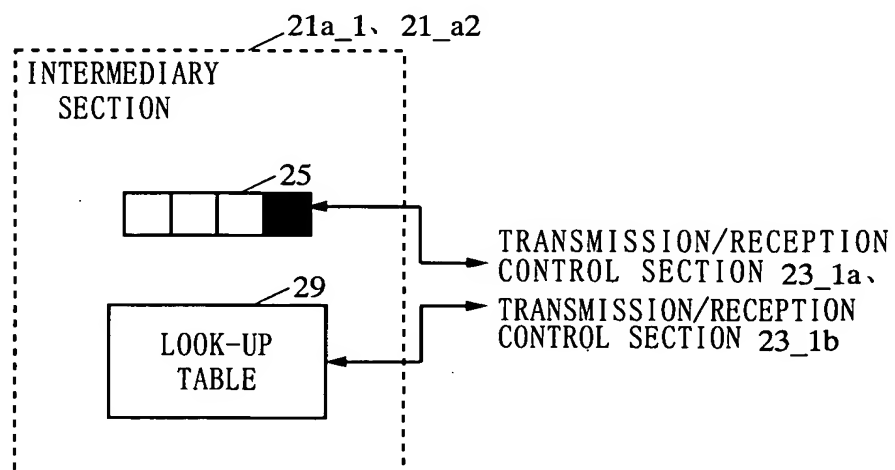 21a_1、 21_a2
INTERMEDIARY
SECTION
25
TRANSMISSION/RECEPTION
CONTROL SECTION 23_1a、
29
TRANSMISSION/RECEPTION
CONTROL SECTION 23_1b
LOOK-UP
TABLE